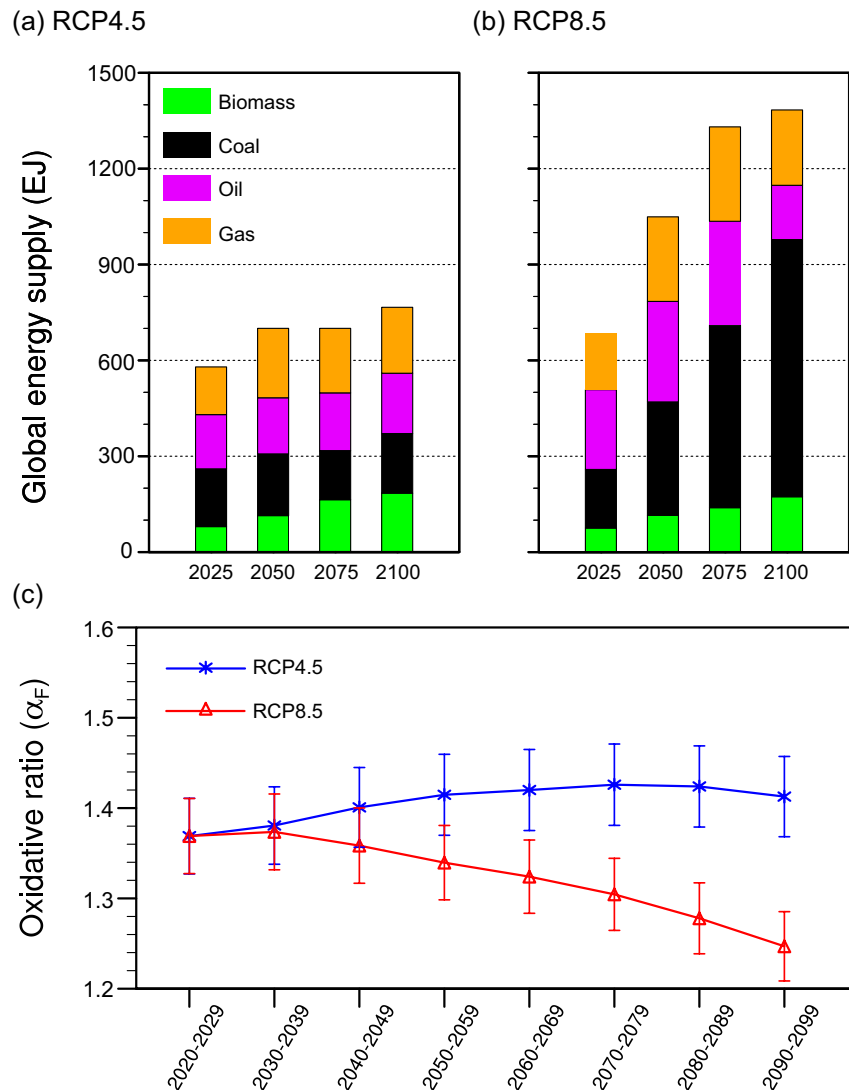 (a) RCP4.5
(b) RCP8.5
Global energy supply (EJ)
1500
1200
900
600
300
0
Biomass
Coal
Oil
Gas
2025 2050 2075 2100
2025 2050 2075 2100
(c)
Oxidative ratio (α_F)
1.6
1.5
1.4
1.3
1.2
RCP4.5
RCP8.5
2020-2029
2030-2039
2040-2049
2050-2059
2060-2069
2070-2079
2080-2089
2090-2099